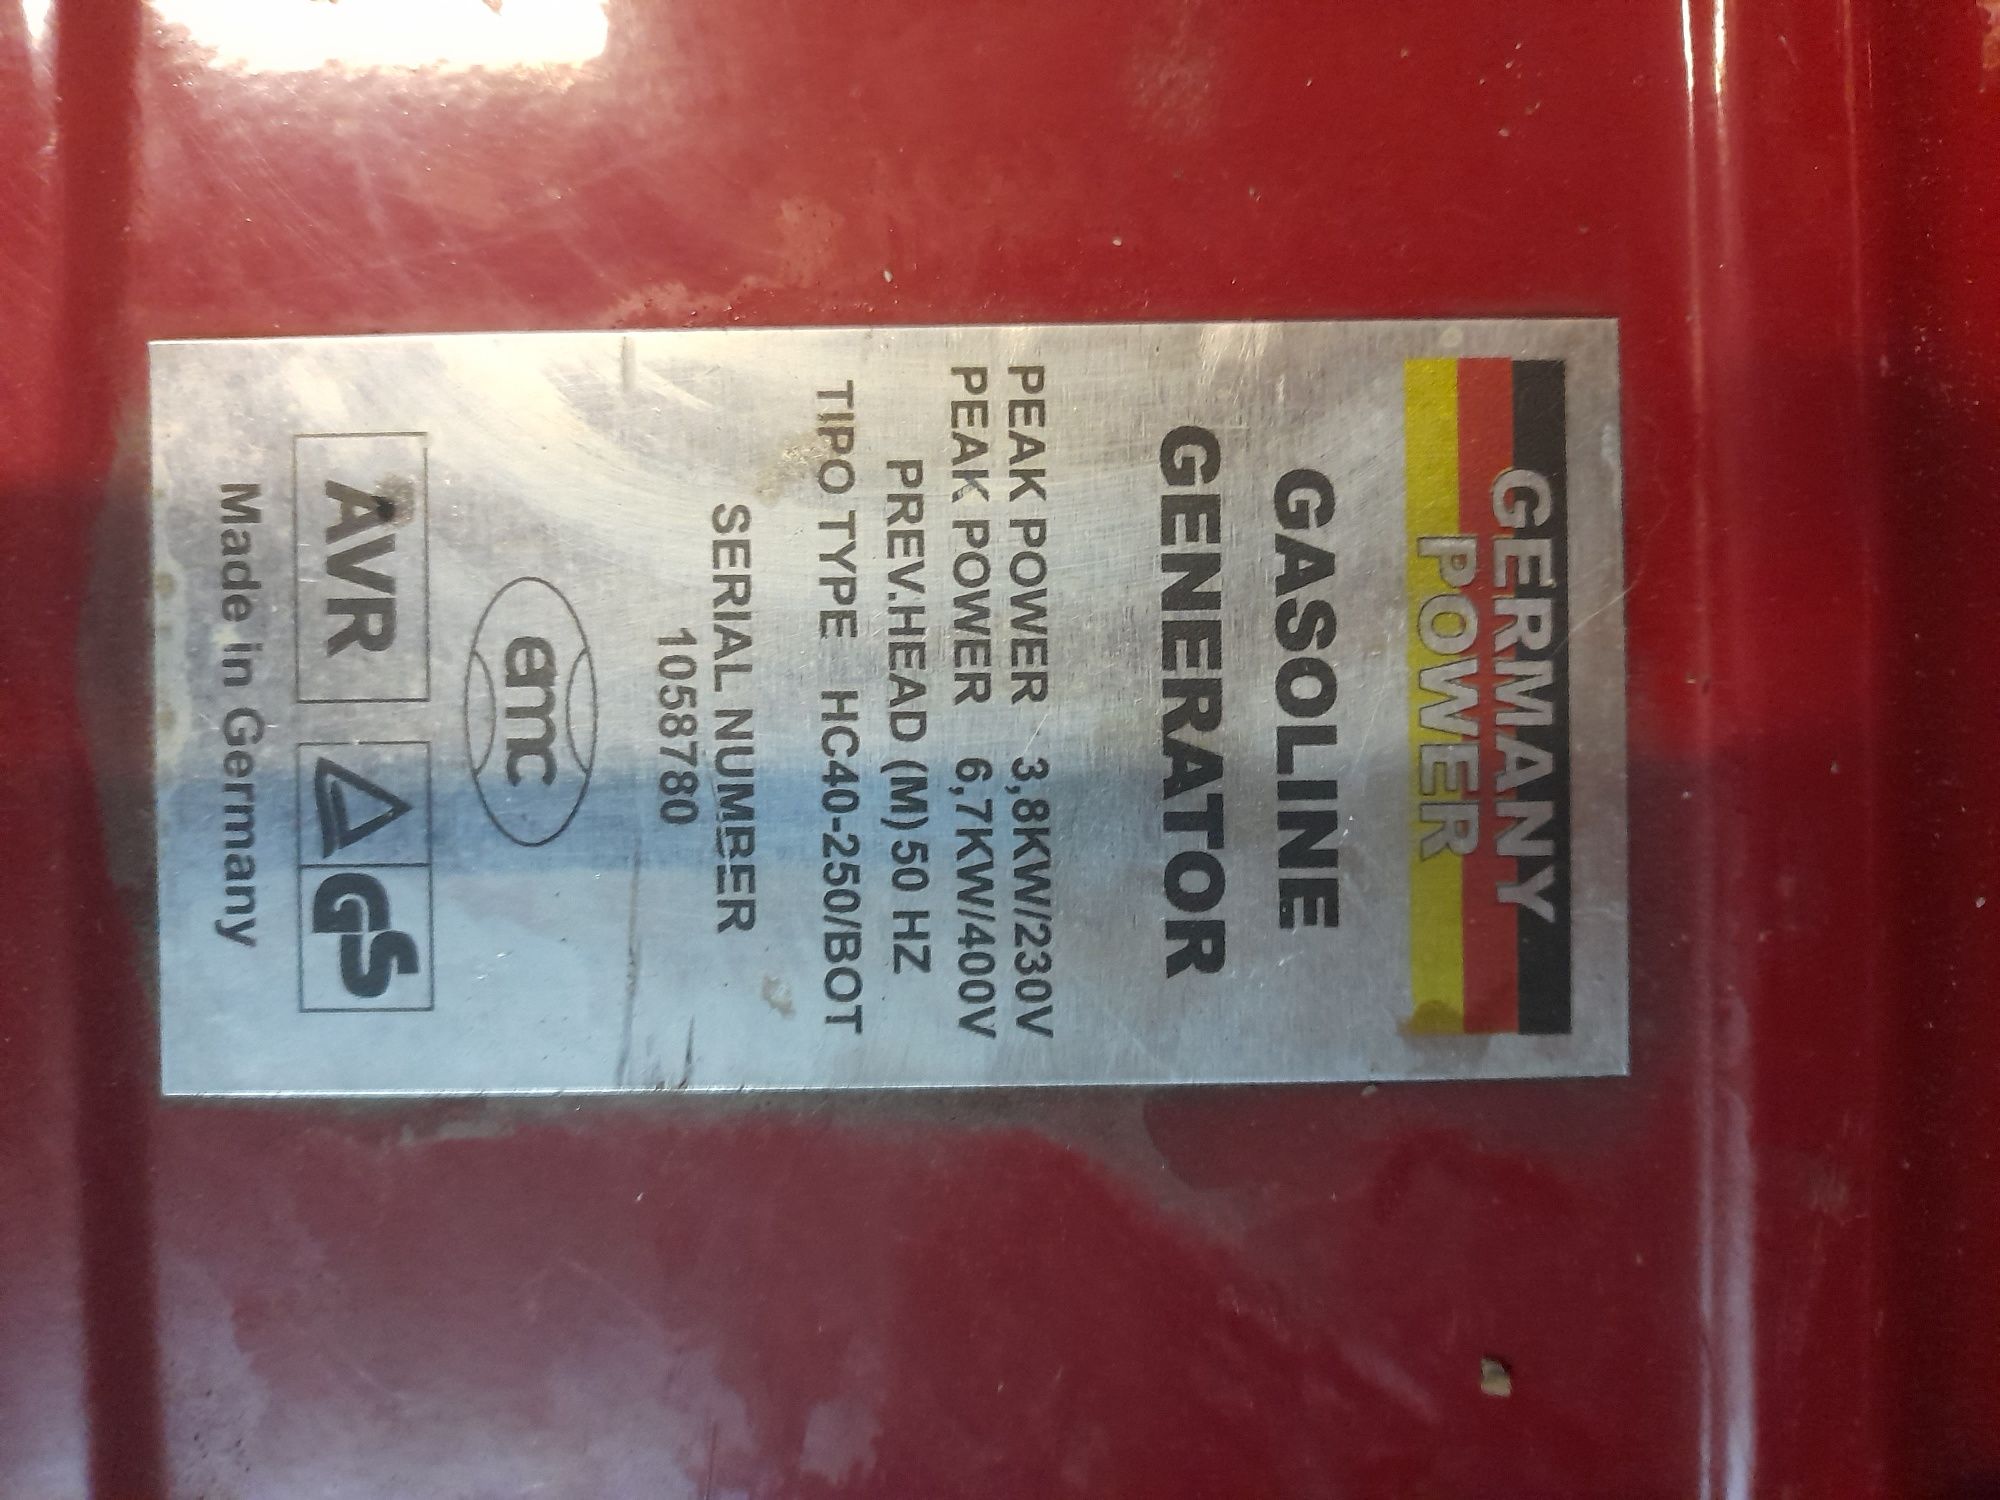 GERMANY
POWER
GASOLINE
GENERATOR
PEAK POWER 3,8KW/230V
PEAK POWER 6,7KW/400V
PREV.HEAD (M) 50 HZ
TIPO TYPE HC40-250/BOT
SERIAL NUMBER
1058780
emc
AVR GS
Made in Germany